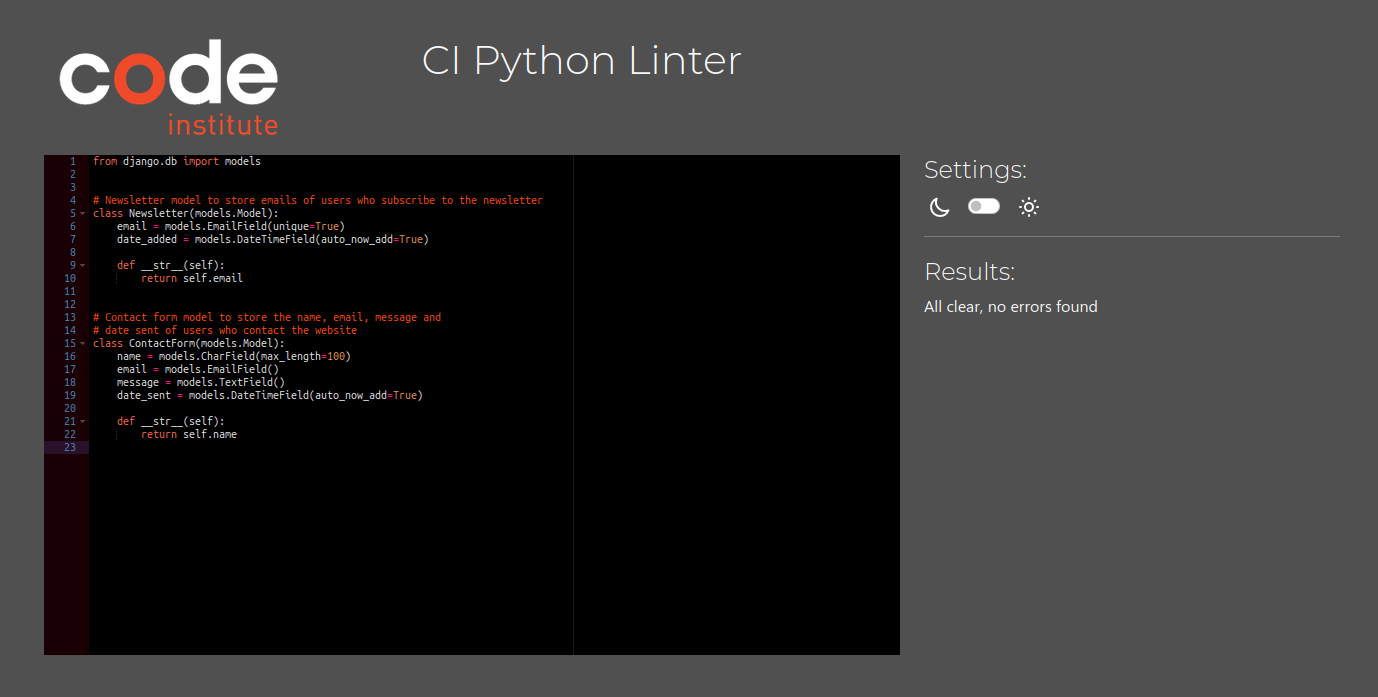 code
institute
CI Python Linter
1 from django.db import models
2
3
4 # Newsletter model to store emails of users who subscribe to the newsletter
5 class Newsletter(models.Model):
6     email = models.EmailField(unique=True)
7     date_added = models.DateTimeField(auto_now_add=True)
8
9     def __str__(self):
10         return self.email
11
12
13 # Contact form model to store the name, email, message and
14 # date sent of users who contact the website
15 class ContactForm(models.Model):
16     name = models.CharField(max_length=100)
17     email = models.EmailField()
18     message = models.TextField()
19     date_sent = models.DateTimeField(auto_now_add=True)
20
21     def __str__(self):
22         return self.name
23
Settings:
Results:
All clear, no errors found